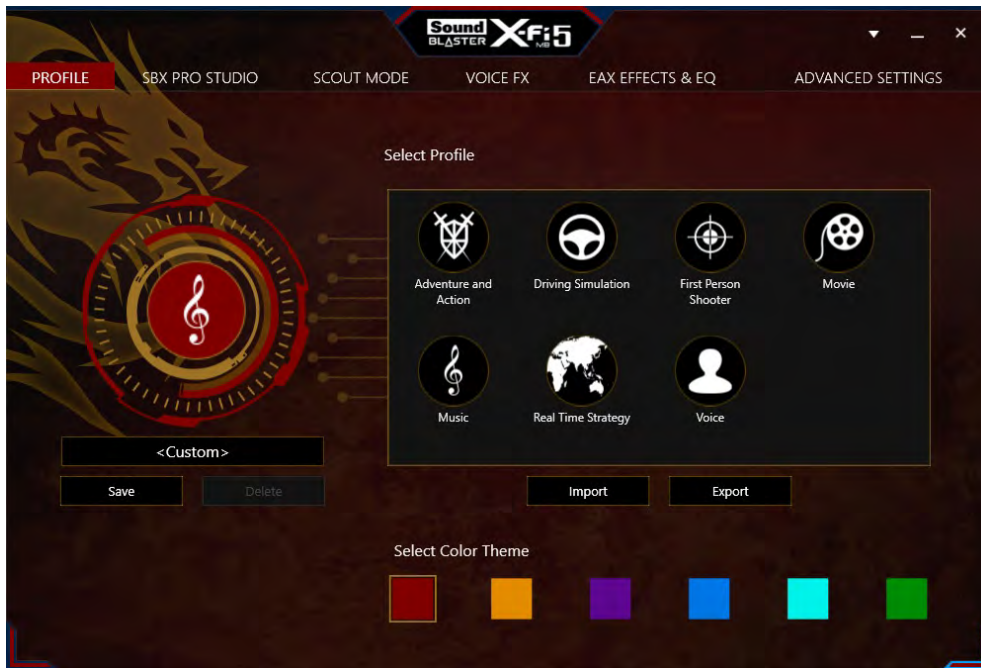 Sound
BLASTER
X-Fi
MB
5
PROFILE
SBX PRO STUDIO
SCOUT MODE
VOICE FX
EAX EFFECTS & EQ
ADVANCED SETTINGS
Select Profile
Adventure and
Action
Driving Simulation
First Person
Shooter
Movie
Music
Real Time Strategy
Voice
<Custom>
Save
Delete
Import
Export
Select Color Theme